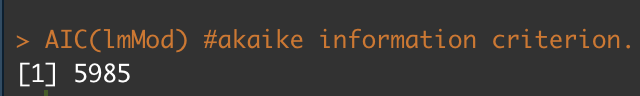 > AIC(lmMod) #akaike information criterion.
[1] 5985